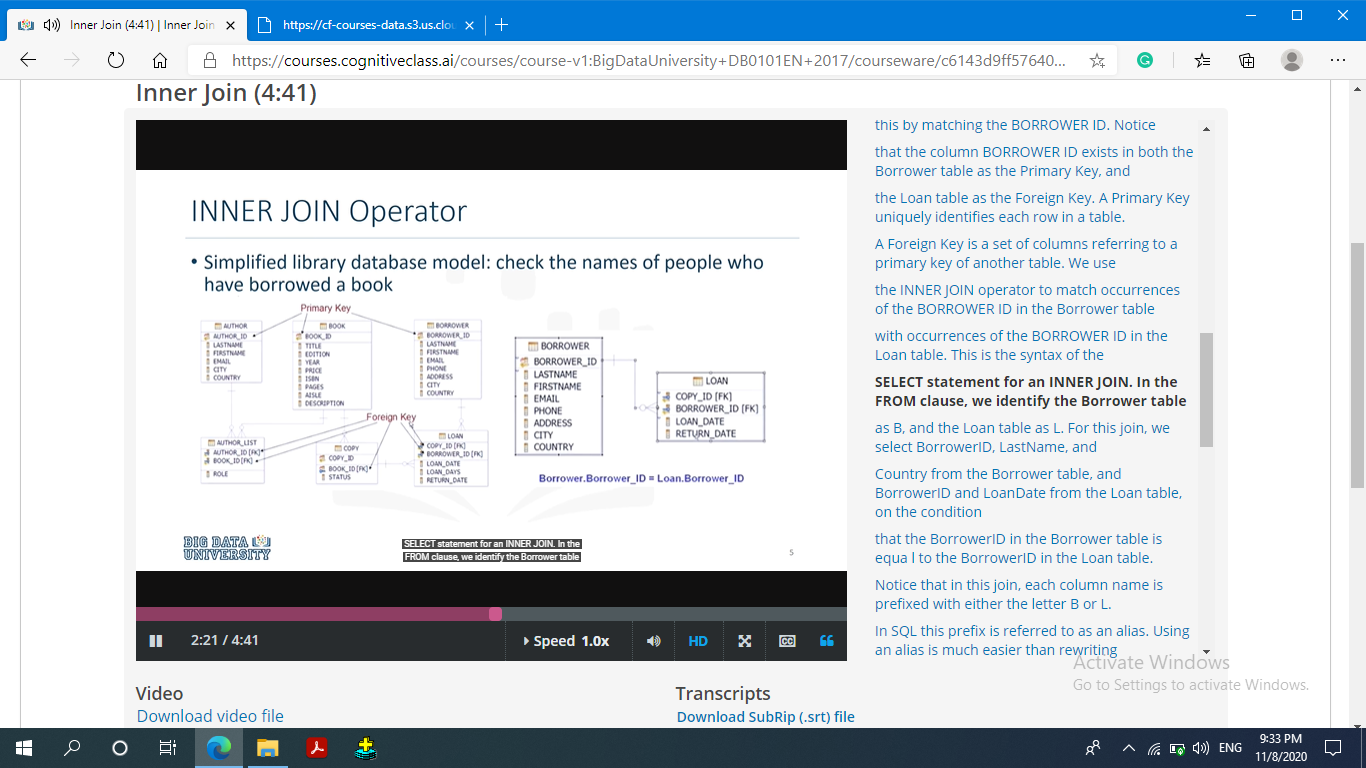 Inner Join (4:41) | Inner Join
https://cf-courses-data.s3.us.clou
https://courses.cognitiveclass.ai/courses/course-v1:BigDataUniversity+DB0101EN+2017/courseware/c6143d9ff57640...
Inner Join (4:41)
INNER JOIN Operator
• Simplified library database model: check the names of people who
have borrowed a book
Primary Key
AUTHOR
AUTHOR_ID
LASTNAME
FIRSTNAME
EMAIL
CITY
COUNTRY
BOOK
BOOK_ID
TITLE
EDITION
YEAR
PRICE
ISBN
PAGES
AISLE
DESCRIPTION
BORROWER
BORROWER_ID
LASTNAME
FIRSTNAME
EMAIL
PHONE
ADDRESS
CITY
COUNTRY
Foreign Key
AUTHOR_LIST
AUTHOR_ID [FK]
BOOK_ID[FK]
ROLE
COPY
COPY_ID
BOOK_ID [FK]
STATUS
LOAN
COPY_ID [FK]
BORROWER_ID [FK]
LOAN_DATE
LOAN_DAYS
RETURN_DATE
BORROWER
BORROWER_ID
LASTNAME
FIRSTNAME
EMAIL
PHONE
ADDRESS
CITY
COUNTRY
LOAN
COPY_ID [FK]
BORROWER_ID [FK]
LOAN_DATE
RETURN_DATE
Borrower.Borrower_ID = Loan.Borrower_ID
BIG DATA
UNIVERSITY
SELECT statement for an INNER JOIN. In the
FROM clause, we identify the Borrower table
5
2:21 / 4:41
Speed 1.0x
HD
CC
this by matching the BORROWER ID. Notice
that the column BORROWER ID exists in both the
Borrower table as the Primary Key, and
the Loan table as the Foreign Key. A Primary Key
uniquely identifies each row in a table.
A Foreign Key is a set of columns referring to a
primary key of another table. We use
the INNER JOIN operator to match occurrences
of the BORROWER ID in the Borrower table
with occurrences of the BORROWER ID in the
Loan table. This is the syntax of the
SELECT statement for an INNER JOIN. In the
FROM clause, we identify the Borrower table
as B, and the Loan table as L. For this join, we
select BorrowerID, LastName, and
Country from the Borrower table, and
BorrowerID and LoanDate from the Loan table,
on the condition
that the BorrowerID in the Borrower table is
equa l to the BorrowerID in the Loan table.
Notice that in this join, each column name is
prefixed with either the letter B or L.
In SQL this prefix is referred to as an alias. Using
an alias is much easier than rewriting
Activate Windows
Go to Settings to activate Windows.
Video
Download video file
Transcripts
Download SubRip (.srt) file
ENG
9:33 PM
11/8/2020